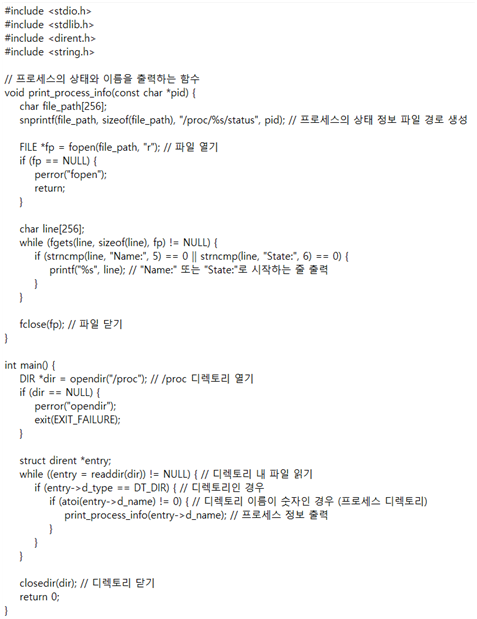 #include <stdio.h>
#include <stdlib.h>
#include <dirent.h>
#include <string.h>

// 프로세스의 상태와 이름을 출력하는 함수
void print_process_info(const char *pid) {
    char file_path[256];
    snprintf(file_path, sizeof(file_path), "/proc/%s/status", pid); // 프로세스의 상태 정보 파일 경로 생성

    FILE *fp = fopen(file_path, "r"); // 파일 열기
    if (fp == NULL) {
        perror("fopen");
        return;
    }

    char line[256];
    while (fgets(line, sizeof(line), fp) != NULL) {
        if (strncmp(line, "Name:", 5) == 0 || strncmp(line, "State:", 6) == 0) {
            printf("%s", line); // "Name:" 또는 "State:"로 시작하는 줄 출력
        }
    }

    fclose(fp); // 파일 닫기
}

int main() {
    DIR *dir = opendir("/proc"); // /proc 디렉토리 열기
    if (dir == NULL) {
        perror("opendir");
        exit(EXIT_FAILURE);
    }

    struct dirent *entry;
    while ((entry = readdir(dir)) != NULL) { // 디렉토리 내 파일 읽기
        if (entry->d_type == DT_DIR) { // 디렉토리인 경우
            if (atoi(entry->d_name) != 0) { // 디렉토리 이름이 숫자인 경우 (프로세스 디렉토리)
                print_process_info(entry->d_name); // 프로세스 정보 출력
            }
        }
    }

    closedir(dir); // 디렉토리 닫기
    return 0;
}